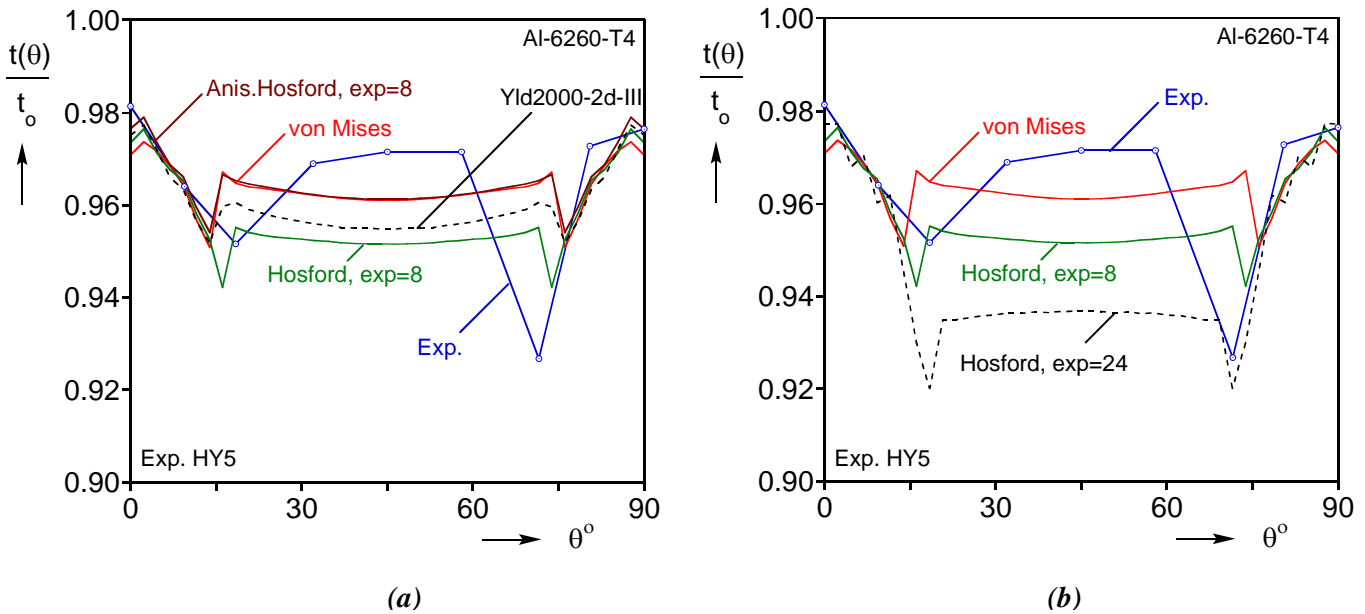 1.00
0.98
0.96
0.94
0.92
0.90
t(θ)
t
o
Al-6260-T4
Anis.Hosford, exp=8
Yld2000-2d-III
von Mises
Hosford, exp=8
Exp.
Exp. HY5
0 30 60 90
θ°
(a)
1.00
0.98
0.96
0.94
0.92
0.90
t(θ)
t
o
Al-6260-T4
Exp.
von Mises
Hosford, exp=8
Hosford, exp=24
Exp. HY5
0 30 60 90
θ°
(b)